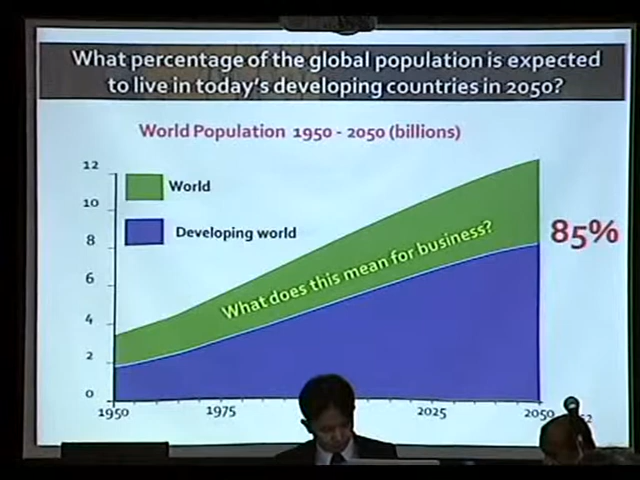 What percentage of the global population is expected
to live in today's developing countries in 2050?
World Population 1950 - 2050 (billions)
12
World
10
Developing world
8
85%
What does this mean for business?
6
4
2
0
1950
1975
2025
2050